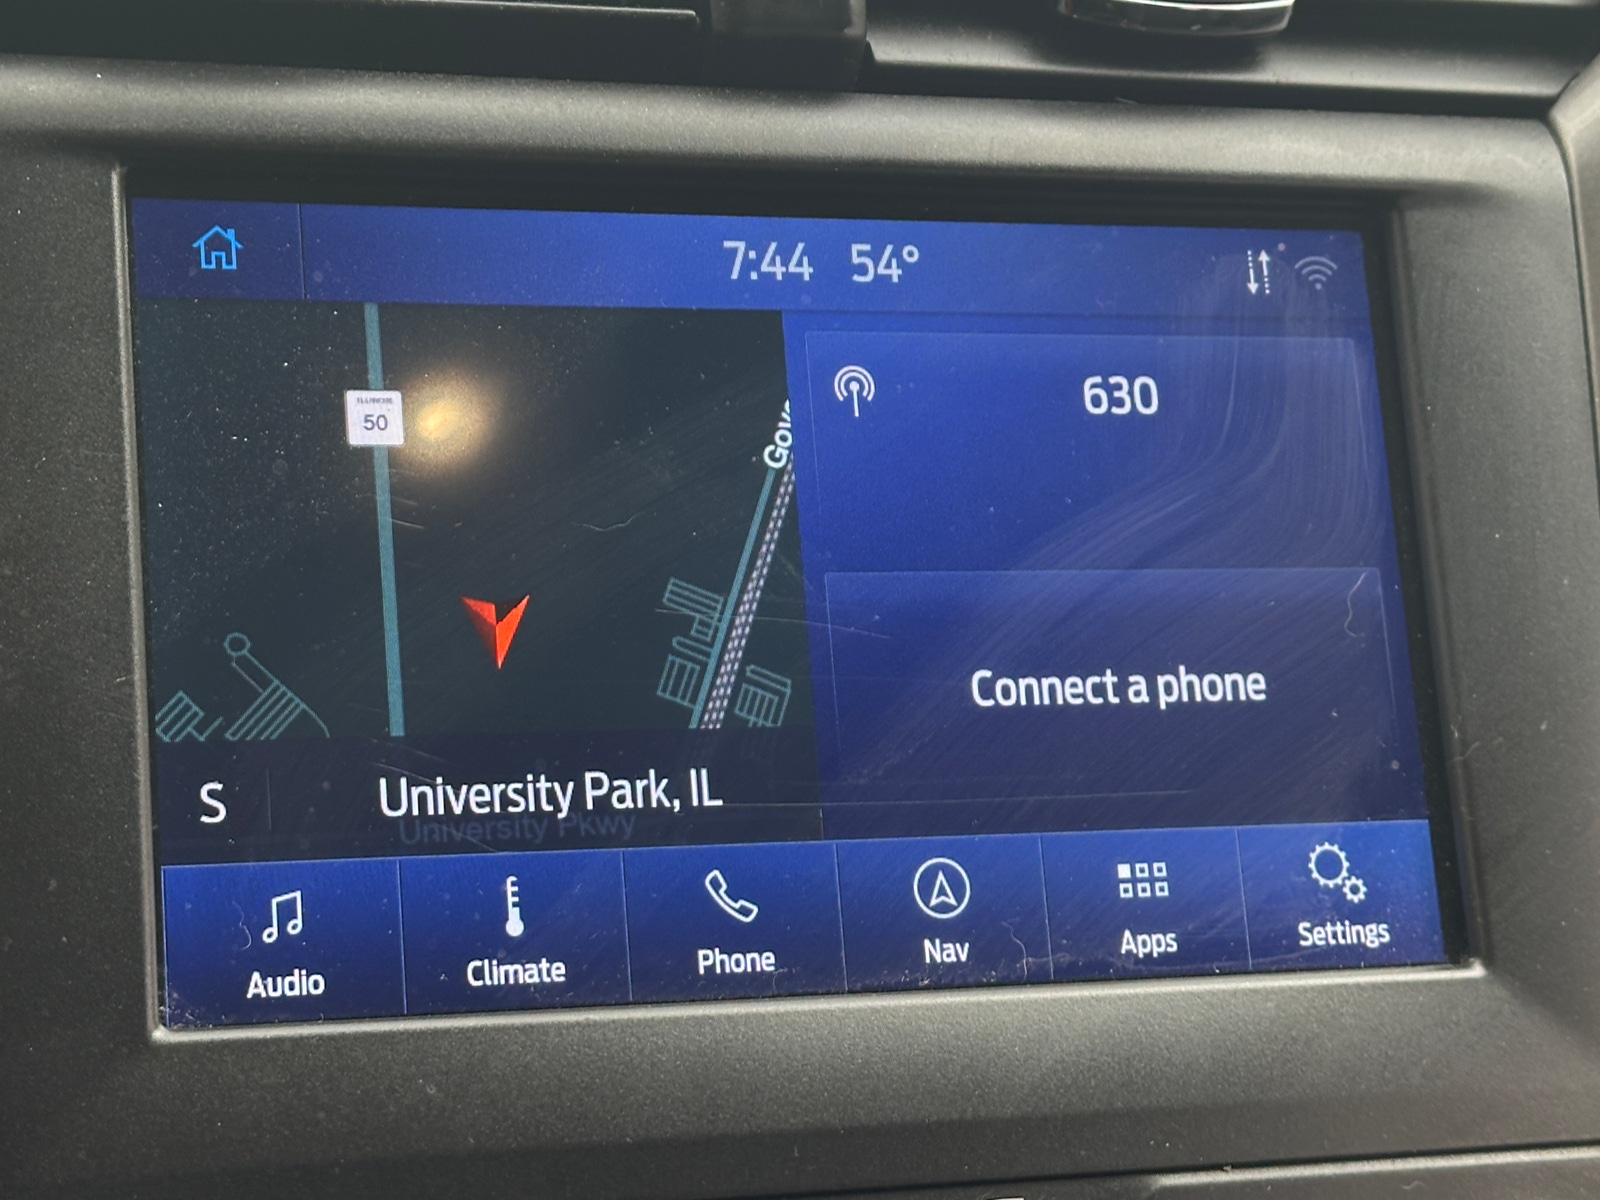 7:44 54°
ILLINOIS
50
Gov
630
Connect a phone
S University Park, IL
University Pkwy
Audio Climate Phone Nav Apps Settings